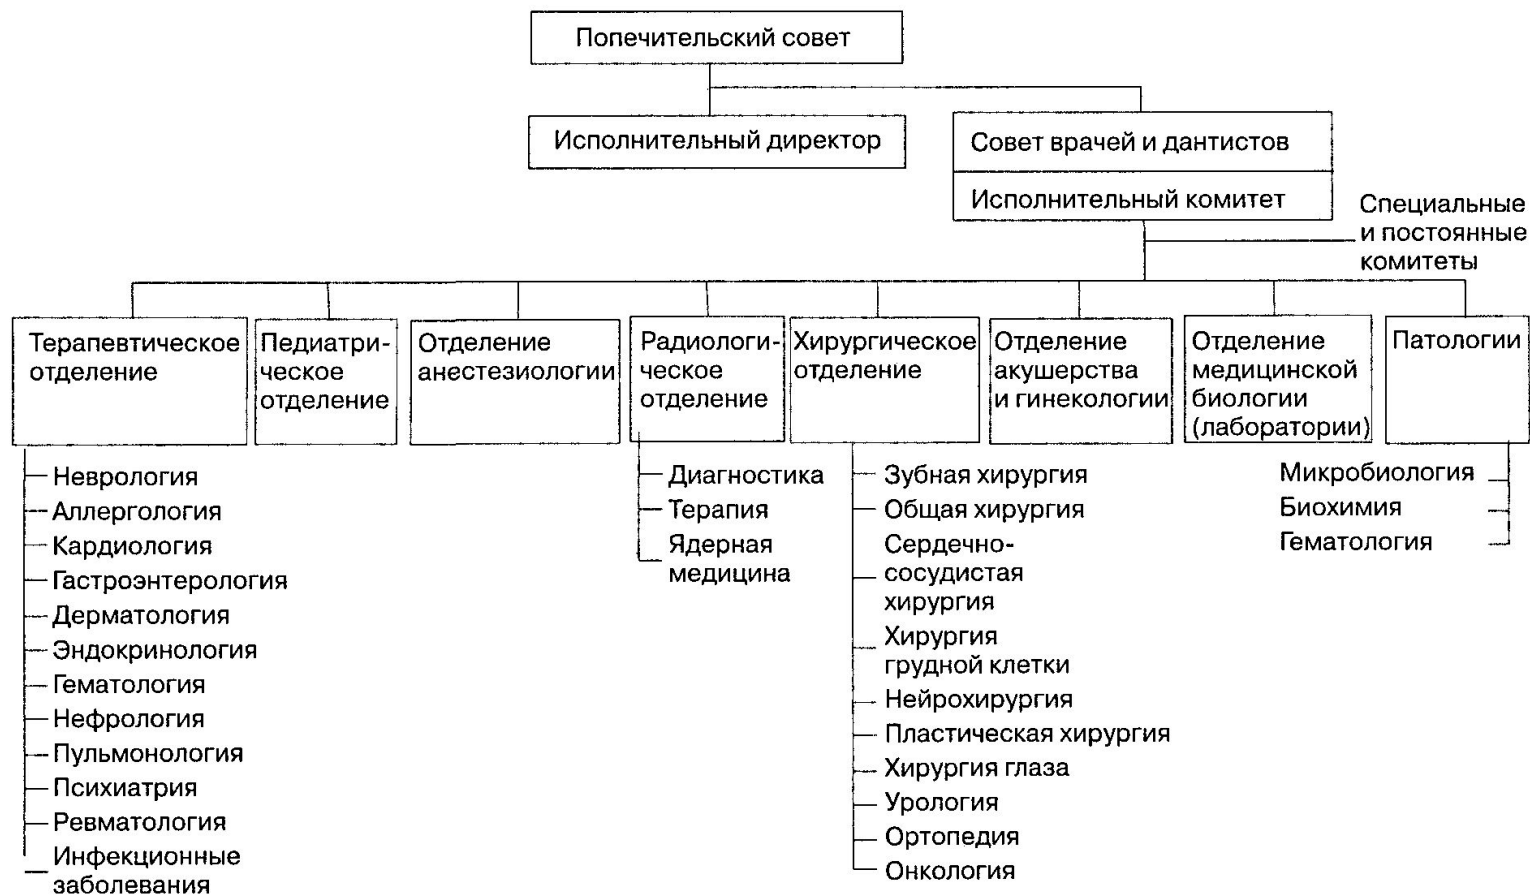 Попечительский совет
Исполнительный директор
Совет врачей и дантистов
Исполнительный комитет
Специальные
и постоянные
комитеты
Терапевтическое
отделение
Педиатри-
ческое
отделение
Отделение
анестезиологии
Радиологи-
ческое
отделение
Хирургическое
отделение
Отделение
акушерства
и гинекологии
Отделение
медицинской
биологии
(лаборатории)
Патологии
Неврология
Аллергология
Кардиология
Гастроэнтерология
Дерматология
Эндокринология
Гематология
Нефрология
Пульмонология
Психиатрия
Ревматология
Инфекционные
заболевания
Диагностика
Терапия
Ядерная
медицина
Зубная хирургия
Общая хирургия
Сердечно-
сосудистая
хирургия
Хирургия
грудной клетки
Нейрохирургия
Пластическая хирургия
Хирургия глаза
Урология
Ортопедия
Онкология
Микробиология
Биохимия
Гематология